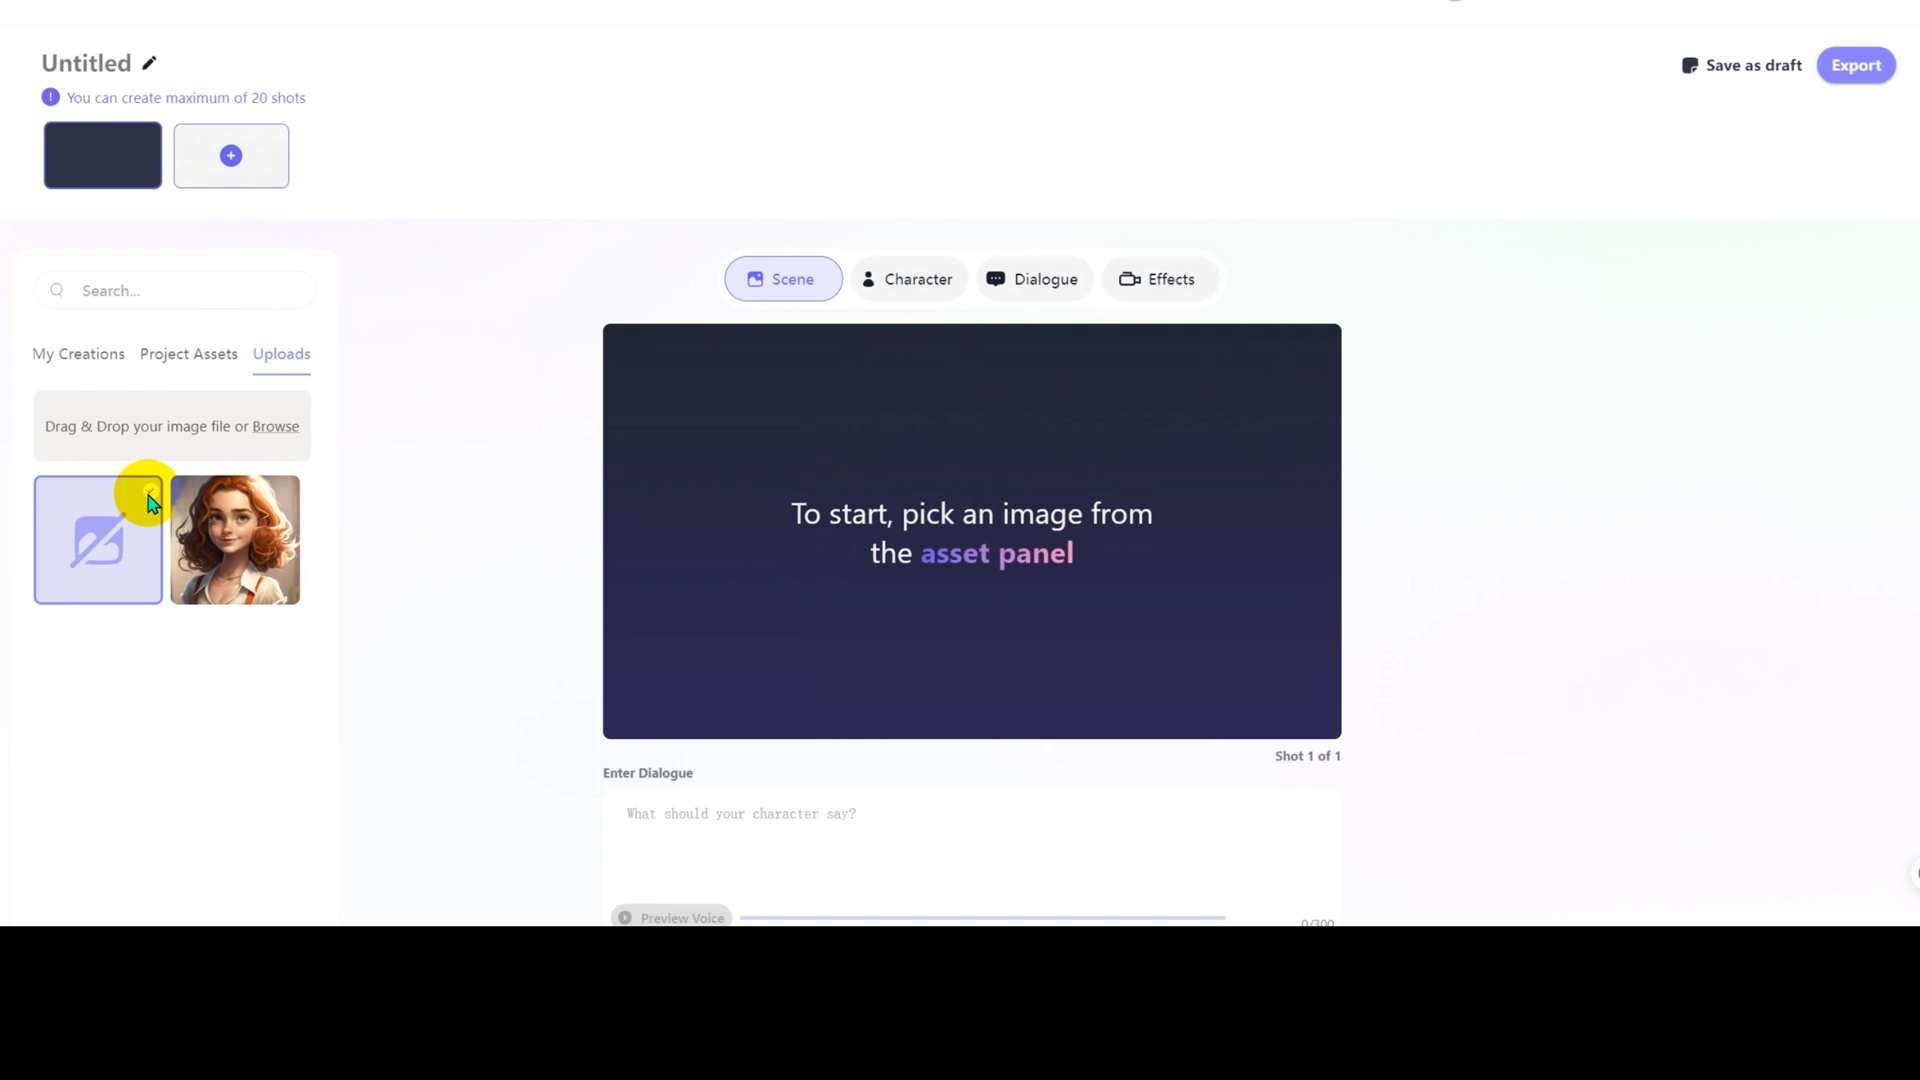 Untitled
You can create maximum of 20 shots
Save as draft
Export
Search...
Scene
Character
Dialogue
Effects
My Creations
Project Assets
Uploads
Drag & Drop your image file or Browse
To start, pick an image from
the asset panel
Shot 1 of 1
Enter Dialogue
What should your character say?
Preview Voice
0/300